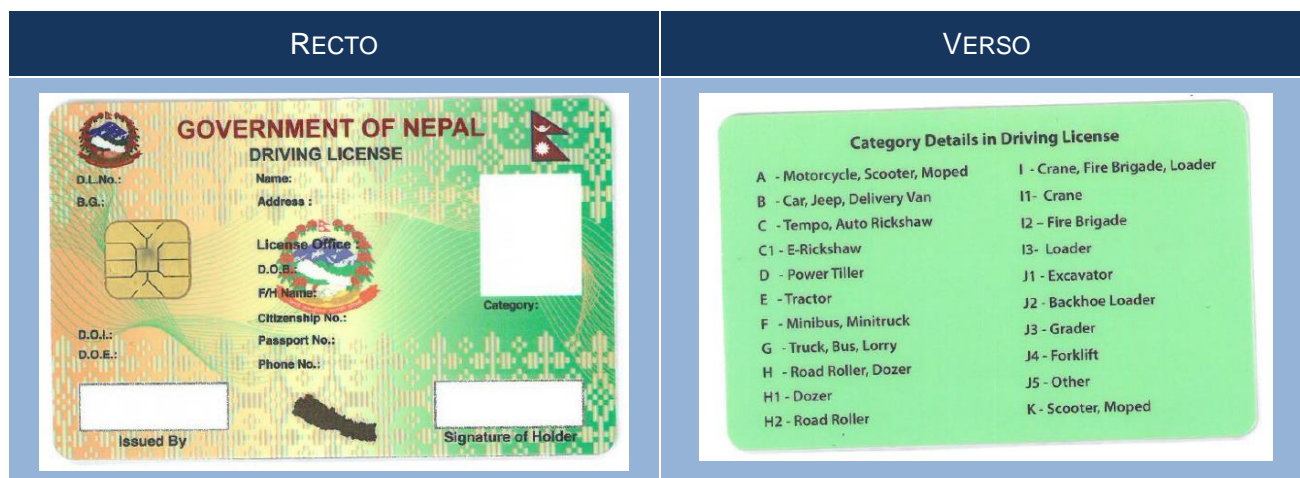 RECTO
VERSO
GOVERNMENT OF NEPAL
DRIVING LICENSE
D.L.No.:
B.G.:
Name:
Address :
License Office :
D.O.B.:
F/H Name:
Citizenship No.:
Passport No.:
Phone No.:
Category:
D.O.I.:
D.O.E.:
Issued By
Signature of Holder
Category Details in Driving License
A - Motorcycle, Scooter, Moped
B - Car, Jeep, Delivery Van
C - Tempo, Auto Rickshaw
C1 - E-Rickshaw
D - Power Tiller
E - Tractor
F - Minibus, Minitruck
G - Truck, Bus, Lorry
H - Road Roller, Dozer
H1 - Dozer
H2 - Road Roller
I - Crane, Fire Brigade, Loader
I1- Crane
I2 – Fire Brigade
I3- Loader
J1 - Excavator
J2 - Backhoe Loader
J3 - Grader
J4 - Forklift
J5 - Other
K - Scooter, Moped